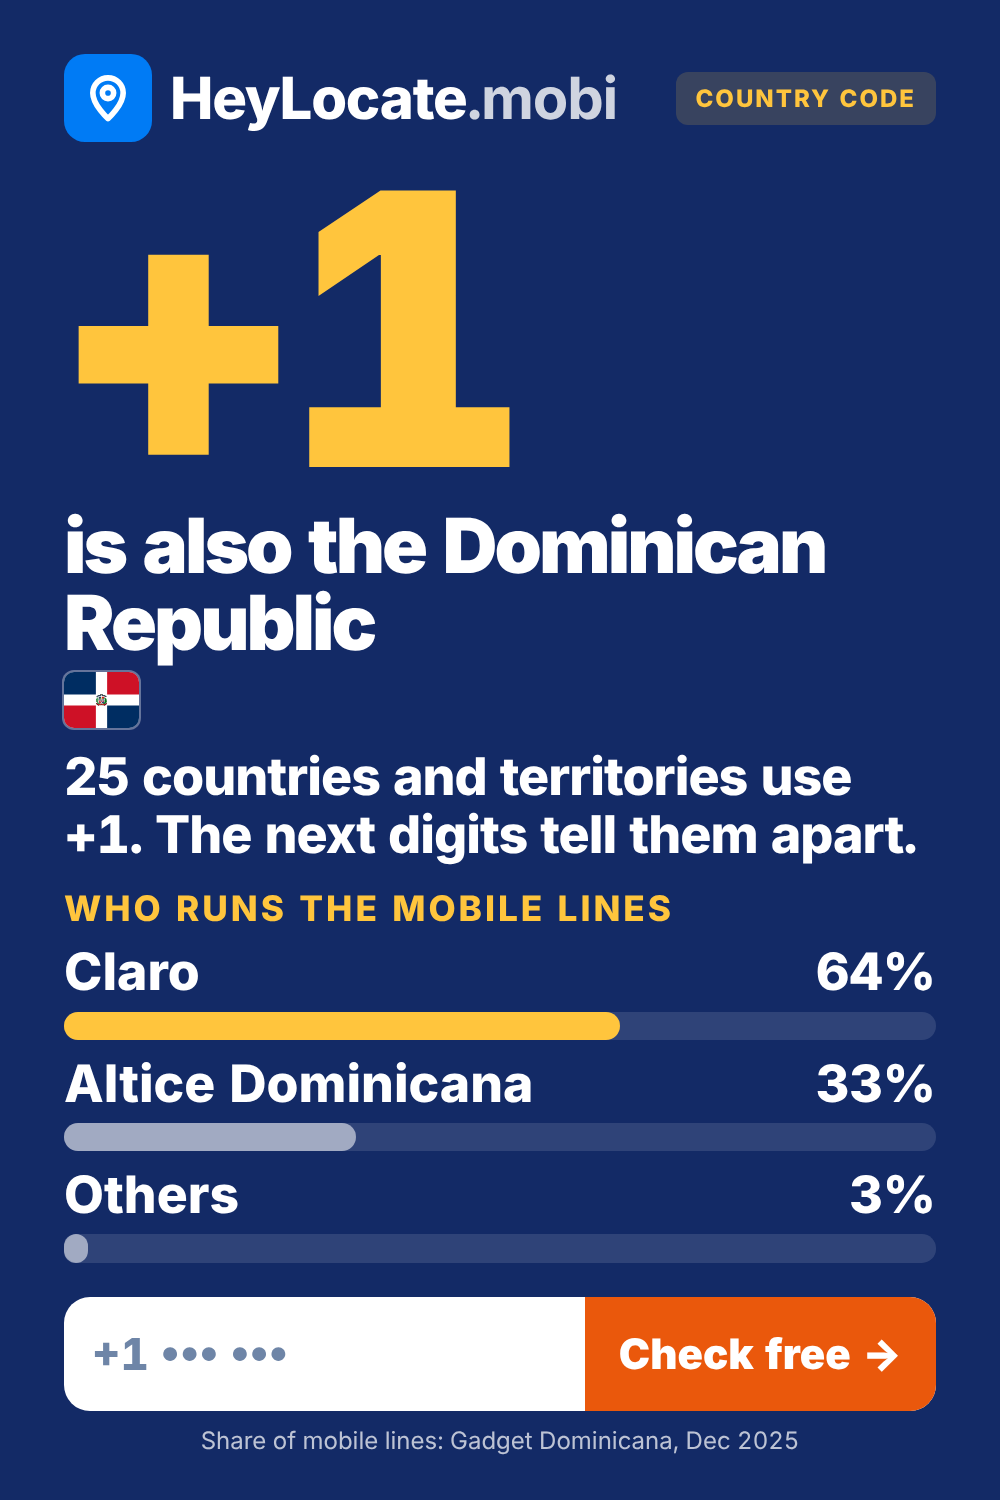 HeyLocate.mobi
COUNTRY CODE
+1
is also the Dominican
Republic
25 countries and territories use
+1. The next digits tell them apart.
WHO RUNS THE MOBILE LINES
Claro 64%
Altice Dominicana 33%
Others 3%
+1 ••• •••
Check free →
Share of mobile lines: Gadget Dominicana, Dec 2025